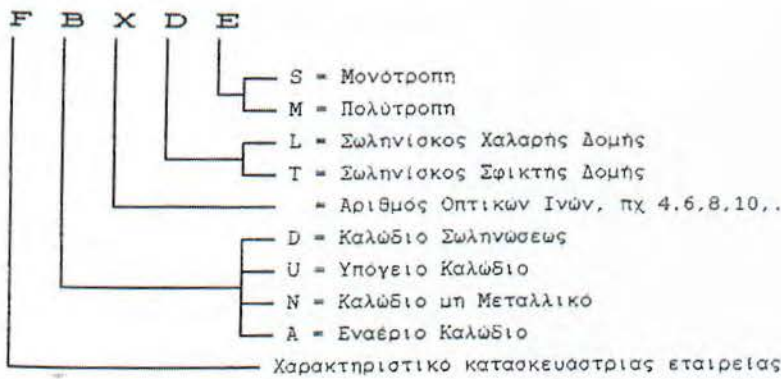 F B X D E
S = Μονότροπη
M = Πολύτροπη
L = Σωληνίσκος Χαλαρής Δομής
T = Σωληνίσκος Σφικτής Δομής
= Αριθμός Οπτικών Ινών, πχ 4,6,8,10,.
D = Καλώδιο Σωληνώσεως
U = Υπόγειο Καλώδιο
N = Καλώδιο μη Μεταλλικό
A = Εναέριο Καλώδιο
Χαρακτηριστικό κατασκευάστριας εταιρείας